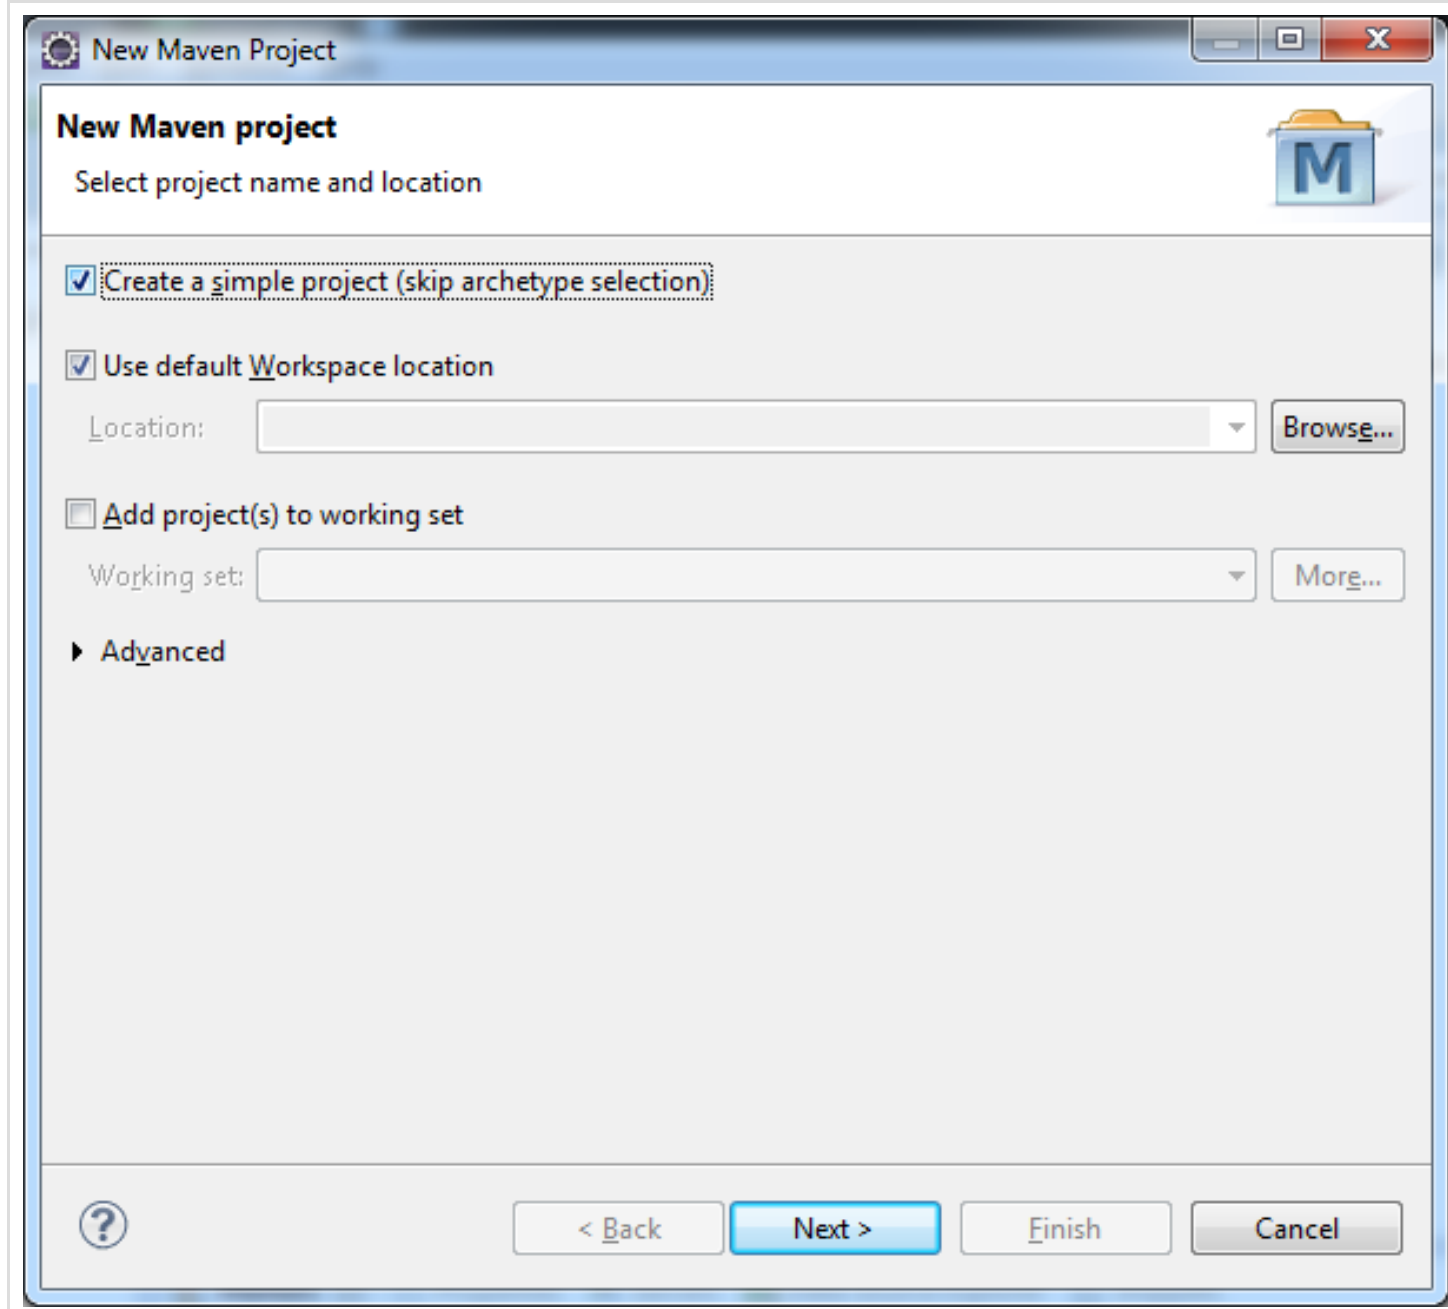 New Maven Project
New Maven project
M
Select project name and location
Create a simple project (skip archetype selection)
Use default Workspace location
Location: Browse...
Add project(s) to working set
Working set: More...
Advanced
? < Back Next > Finish Cancel